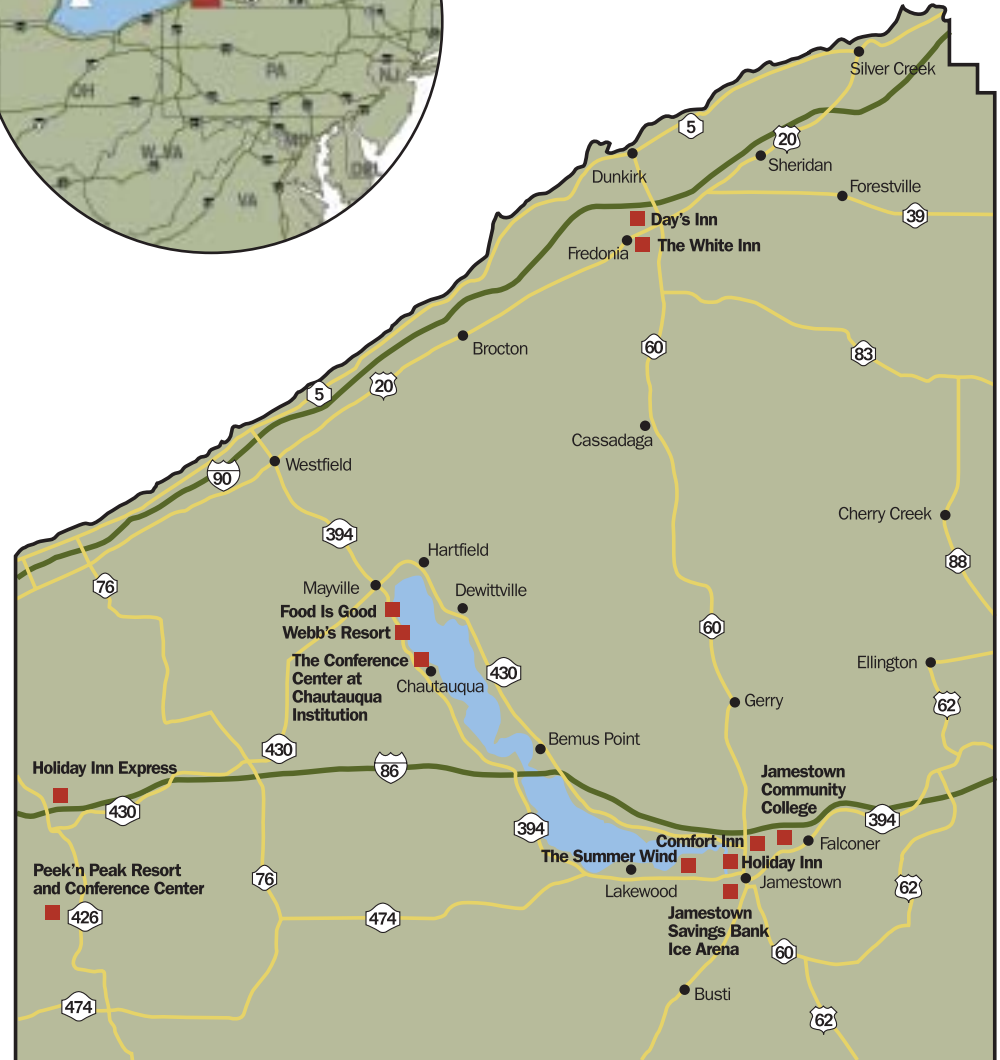 PA
NJ
OH
MD
W.VA
DEL
VA
Silver Creek
5
20
Sheridan
Dunkirk
Forestville
39
Day's Inn
Fredonia
The White Inn
Brocton
60
83
20
5
Cassadaga
Westfield
90
Cherry Creek
394
Hartfield
88
76
Mayville
Dewittville
Food Is Good
Webb's Resort
60
The Conference
Center at
Chautauqua
Institution
Chautauqua
430
Ellington
Gerry
62
430
Bemus Point
Holiday Inn Express
86
Jamestown
Community
College
430
394
394
Comfort Inn
Falconer
The Summer Wind
Holiday Inn
Peek'n Peak Resort
and Conference Center
76
Lakewood
Jamestown
62
426
474
Jamestown
Savings Bank
Ice Arena
60
Busti
474
62